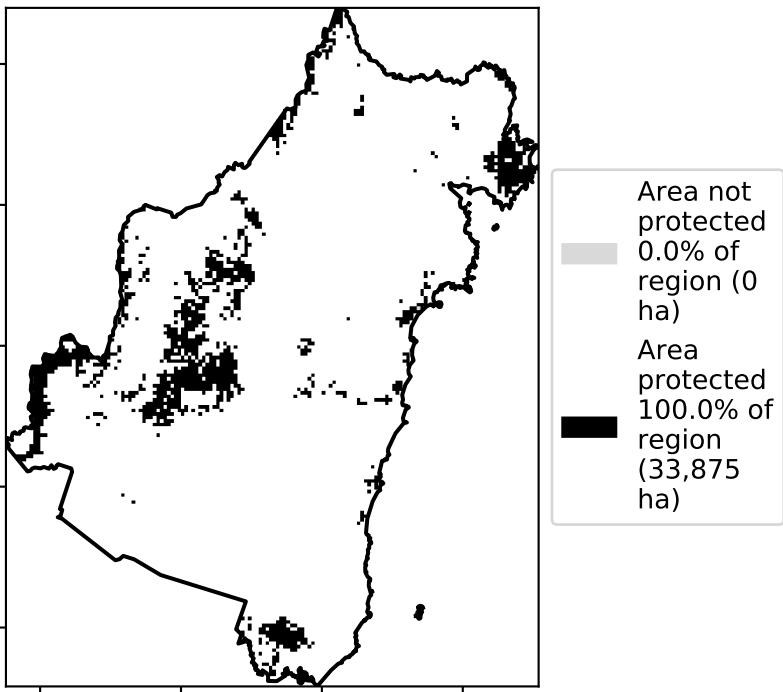 Area not
protected
0.0% of
region (0
ha)
Area
protected
100.0% of
region
(33,875
ha)